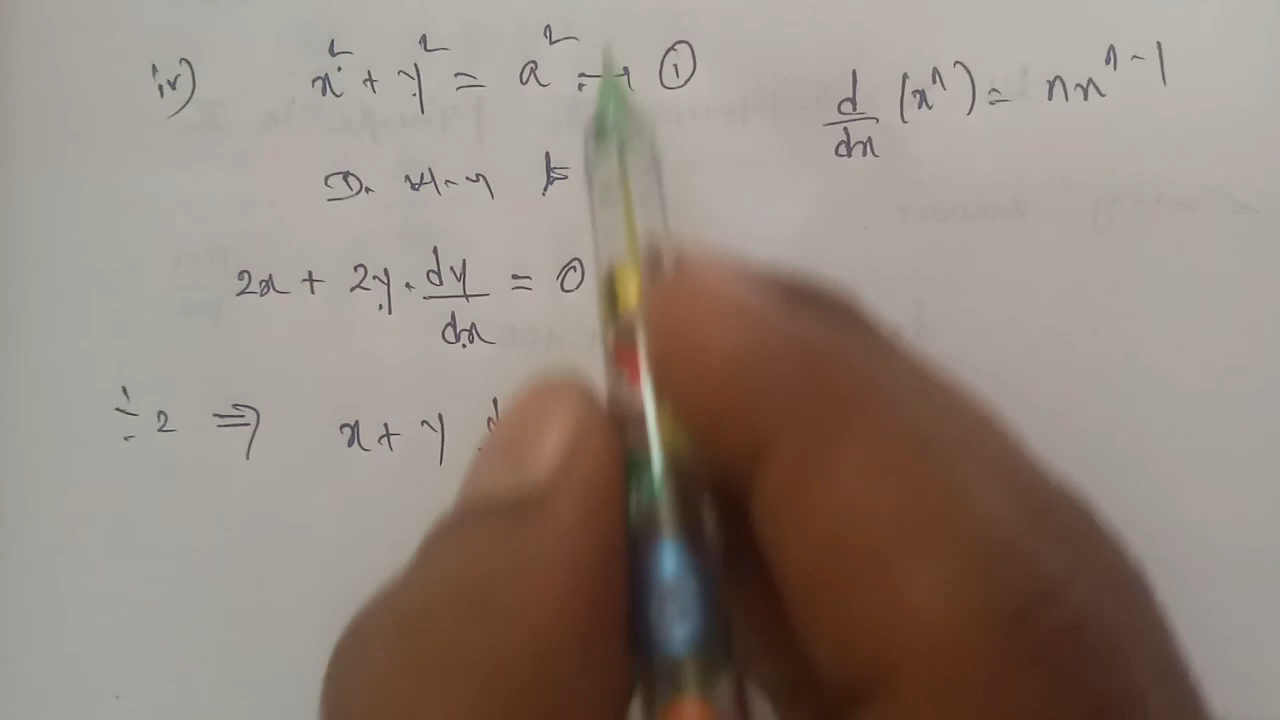 iv) x² + y² = a² → ①
d/dx (xⁿ) = nxⁿ⁻¹
D. w.r.
2x + 2y · dy/dx = 0
÷ 2 ⇒ x + y d